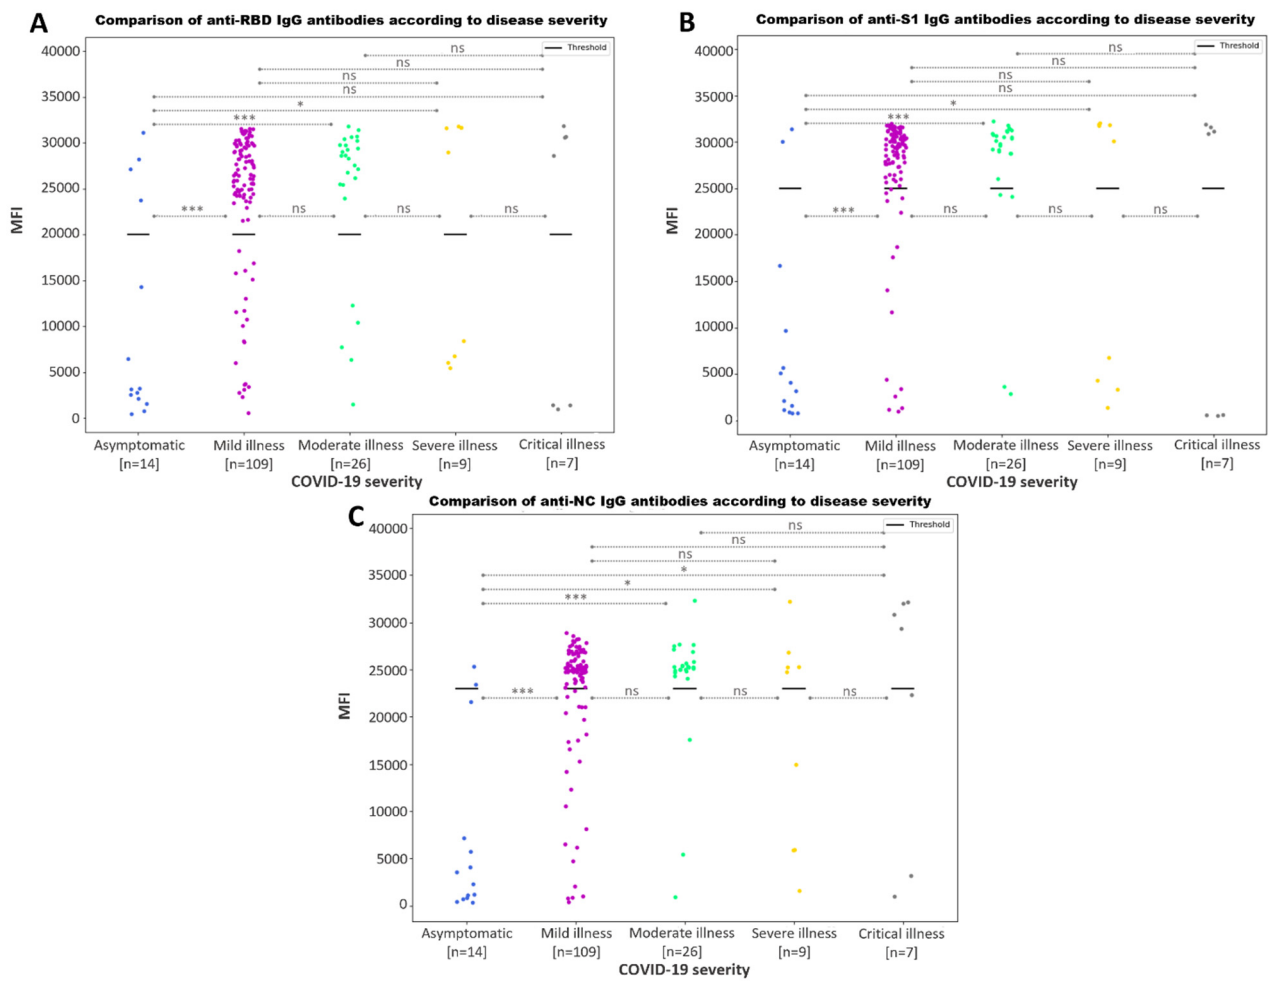 A
Comparison of anti-RBD IgG antibodies according to disease severity
Threshold
MFI
40000
35000
30000
25000
20000
15000
10000
5000
0
ns
ns
ns
ns
*
***
***
ns
ns
ns
Asymptomatic Mild illness Moderate illness Severe illness Critical illness
[n=14] [n=109] [n=26] [n=9] [n=7]
COVID-19 severity
B
Comparison of anti-S1 IgG antibodies according to disease severity
Threshold
MFI
40000
35000
30000
25000
20000
15000
10000
5000
0
ns
ns
ns
ns
*
***
***
ns
ns
ns
Asymptomatic Mild illness Moderate illness Severe illness Critical illness
[n=14] [n=109] [n=26] [n=9] [n=7]
COVID-19 severity
C
Comparison of anti-NC IgG antibodies according to disease severity
Threshold
MFI
40000
35000
30000
25000
20000
15000
10000
5000
0
ns
ns
ns
*
*
***
***
ns
ns
ns
Asymptomatic Mild illness Moderate illness Severe illness Critical illness
[n=14] [n=109] [n=26] [n=9] [n=7]
COVID-19 severity